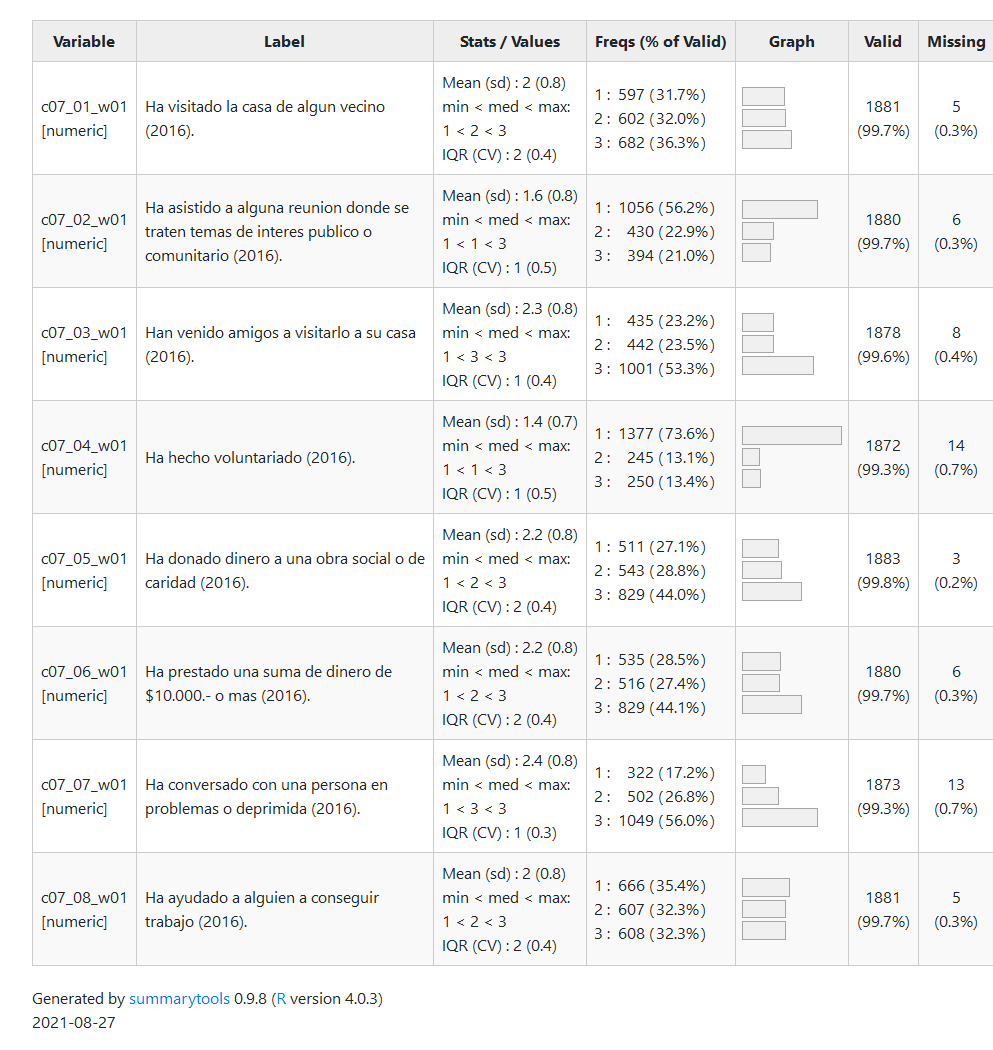 Variable Label Stats / Values Freqs (% of Valid) Graph Valid Missing
c07_01_w01
[numeric]
Ha visitado la casa de algun vecino
(2016).
Mean (sd) : 2 (0.8)
min < med < max:
1 < 2 < 3
IQR (CV) : 2 (0.4)
1 : 597 (31.7%)
2 : 602 (32.0%)
3 : 682 (36.3%)
1881
(99.7%)
5
(0.3%)
c07_02_w01
[numeric]
Ha asistido a alguna reunion donde se
traten temas de interes publico o
comunitario (2016).
Mean (sd) : 1.6 (0.8)
min < med < max:
1 < 1 < 3
IQR (CV) : 1 (0.5)
1 : 1056 (56.2%)
2 : 430 (22.9%)
3 : 394 (21.0%)
1880
(99.7%)
6
(0.3%)
c07_03_w01
[numeric]
Han venido amigos a visitarlo a su casa
(2016).
Mean (sd) : 2.3 (0.8)
min < med < max:
1 < 3 < 3
IQR (CV) : 1 (0.4)
1 : 435 (23.2%)
2 : 442 (23.5%)
3 : 1001 (53.3%)
1878
(99.6%)
8
(0.4%)
c07_04_w01
[numeric]
Ha hecho voluntariado (2016).
Mean (sd) : 1.4 (0.7)
min < med < max:
1 < 1 < 3
IQR (CV) : 1 (0.5)
1 : 1377 (73.6%)
2 : 245 (13.1%)
3 : 250 (13.4%)
1872
(99.3%)
14
(0.7%)
c07_05_w01
[numeric]
Ha donado dinero a una obra social o de
caridad (2016).
Mean (sd) : 2.2 (0.8)
min < med < max:
1 < 2 < 3
IQR (CV) : 2 (0.4)
1 : 511 (27.1%)
2 : 543 (28.8%)
3 : 829 (44.0%)
1883
(99.8%)
3
(0.2%)
c07_06_w01
[numeric]
Ha prestado una suma de dinero de
$10.000.- o mas (2016).
Mean (sd) : 2.2 (0.8)
min < med < max:
1 < 2 < 3
IQR (CV) : 2 (0.4)
1 : 535 (28.5%)
2 : 516 (27.4%)
3 : 829 (44.1%)
1880
(99.7%)
6
(0.3%)
c07_07_w01
[numeric]
Ha conversado con una persona en
problemas o deprimida (2016).
Mean (sd) : 2.4 (0.8)
min < med < max:
1 < 3 < 3
IQR (CV) : 1 (0.3)
1 : 322 (17.2%)
2 : 502 (26.8%)
3 : 1049 (56.0%)
1873
(99.3%)
13
(0.7%)
c07_08_w01
[numeric]
Ha ayudado a alguien a conseguir
trabajo (2016).
Mean (sd) : 2 (0.8)
min < med < max:
1 < 2 < 3
IQR (CV) : 2 (0.4)
1 : 666 (35.4%)
2 : 607 (32.3%)
3 : 608 (32.3%)
1881
(99.7%)
5
(0.3%)
Generated by summarytools 0.9.8 (R version 4.0.3)
2021-08-27